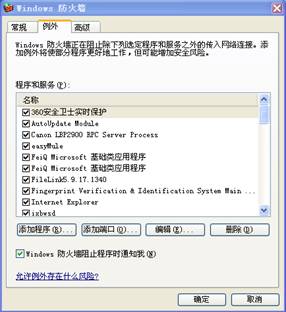 Windows 防火墙
常规 例外 高级
Windows 防火墙正在阻止除下列选定程序和服务之外的传入网络连接。添
加例外将使部分程序更好地工作，但可能增加安全风险。
程序和服务(P):
名称
360安全卫士实时保护
AutoUpdate Module
Canon LBP2900 RPC Server Process
easyMule
FeiQ Microsoft 基础类应用程序
FeiQ Microsoft 基础类应用程序
FileLink5.9.17.1340
Fingerprint Verification & Identification System Main ...
Internet Explorer
jxbwsd
添加程序(R)... 添加端口(O)... 编辑(E)... 删除(D)
Windows 防火墙阻止程序时通知我(N)
允许例外存在什么风险?
确定 取消